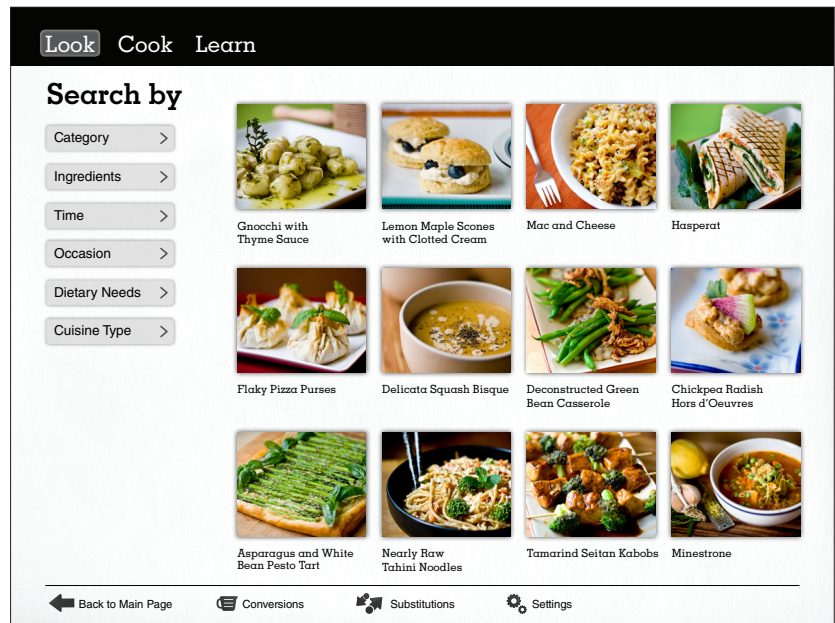 Look Cook Learn
Search by
Category
Ingredients
Time
Occasion
Dietary Needs
Cuisine Type
Gnocchi with
Thyme Sauce
Lemon Maple Scones
with Clotted Cream
Mac and Cheese
Hasperat
Flaky Pizza Purses
Delicata Squash Bisque
Deconstructed Green
Bean Casserole
Chickpea Radish
Hors d'Oeuvres
Asparagus and White
Bean Pesto Tart
Nearly Raw
Tahini Noodles
Tamarind Seitan Kabobs
Minestrone
Back to Main Page Conversions Substitutions Settings